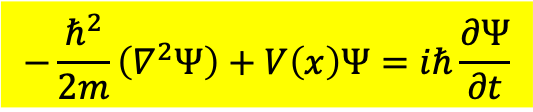 −ℏ²/2m (∇²Ψ) + V(x)Ψ = iℏ ∂Ψ/∂t